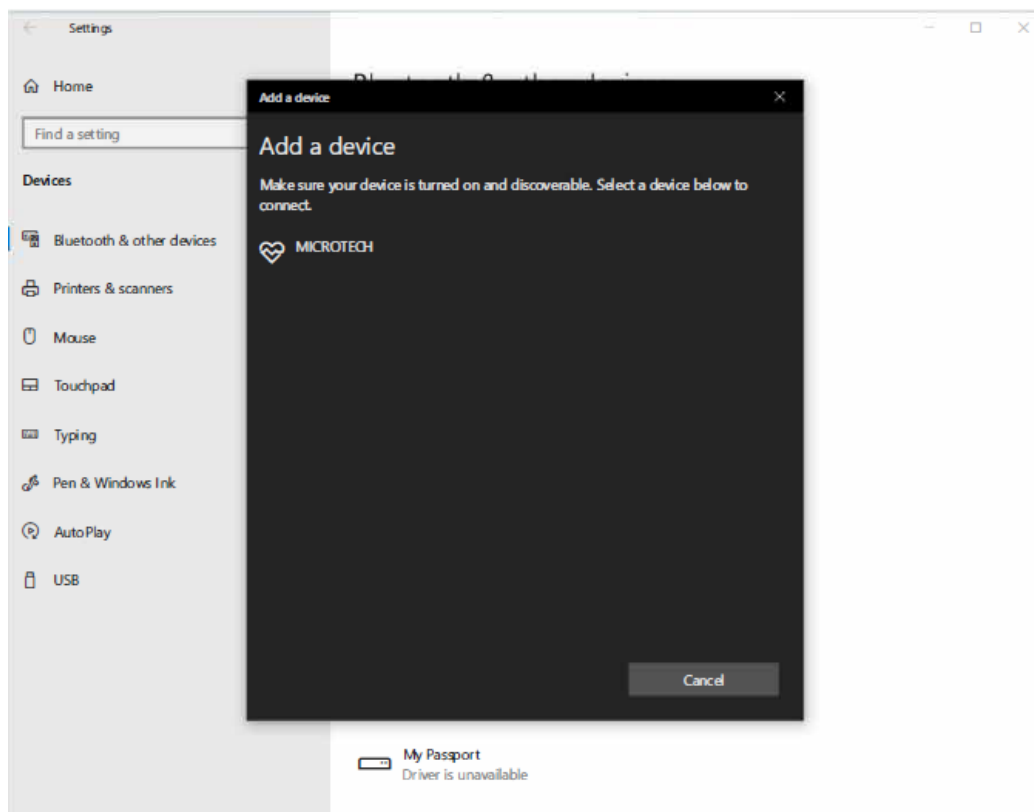 Settings
Home
Find a setting
Devices
Bluetooth & other devices
Printers & scanners
Mouse
Touchpad
Typing
Pen & Windows Ink
AutoPlay
USB
Add a device
Add a device
Make sure your device is turned on and discoverable. Select a device below to
connect.
MICROTECH
Cancel
My Passport
Driver is unavailable